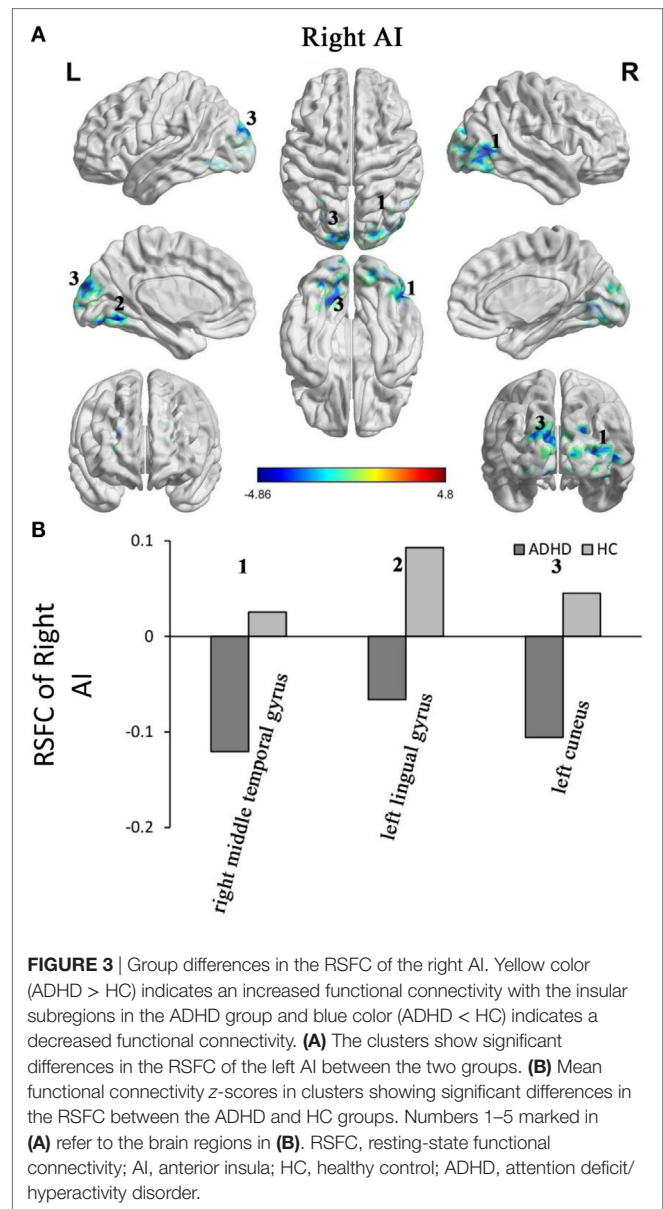 A
Right AI
L
R
3
1
3
1
3
2
3
1
3
1
-4.86
4.8
B
0.1
0
-0.1
-0.2
RSFC of Right
AI
ADHD
HC
1
2
3
right middle temporal gyrus
left lingual gyrus
left cuneus
FIGURE 3 | Group differences in the RSFC of the right AI. Yellow color
(ADHD > HC) indicates an increased functional connectivity with the insular
subregions in the ADHD group and blue color (ADHD < HC) indicates a
decreased functional connectivity. (A) The clusters show significant
differences in the RSFC of the left AI between the two groups. (B) Mean
functional connectivity z-scores in clusters showing significant differences in
the RSFC between the ADHD and HC groups. Numbers 1–5 marked in
(A) refer to the brain regions in (B). RSFC, resting-state functional
connectivity; AI, anterior insula; HC, healthy control; ADHD, attention deficit/
hyperactivity disorder.